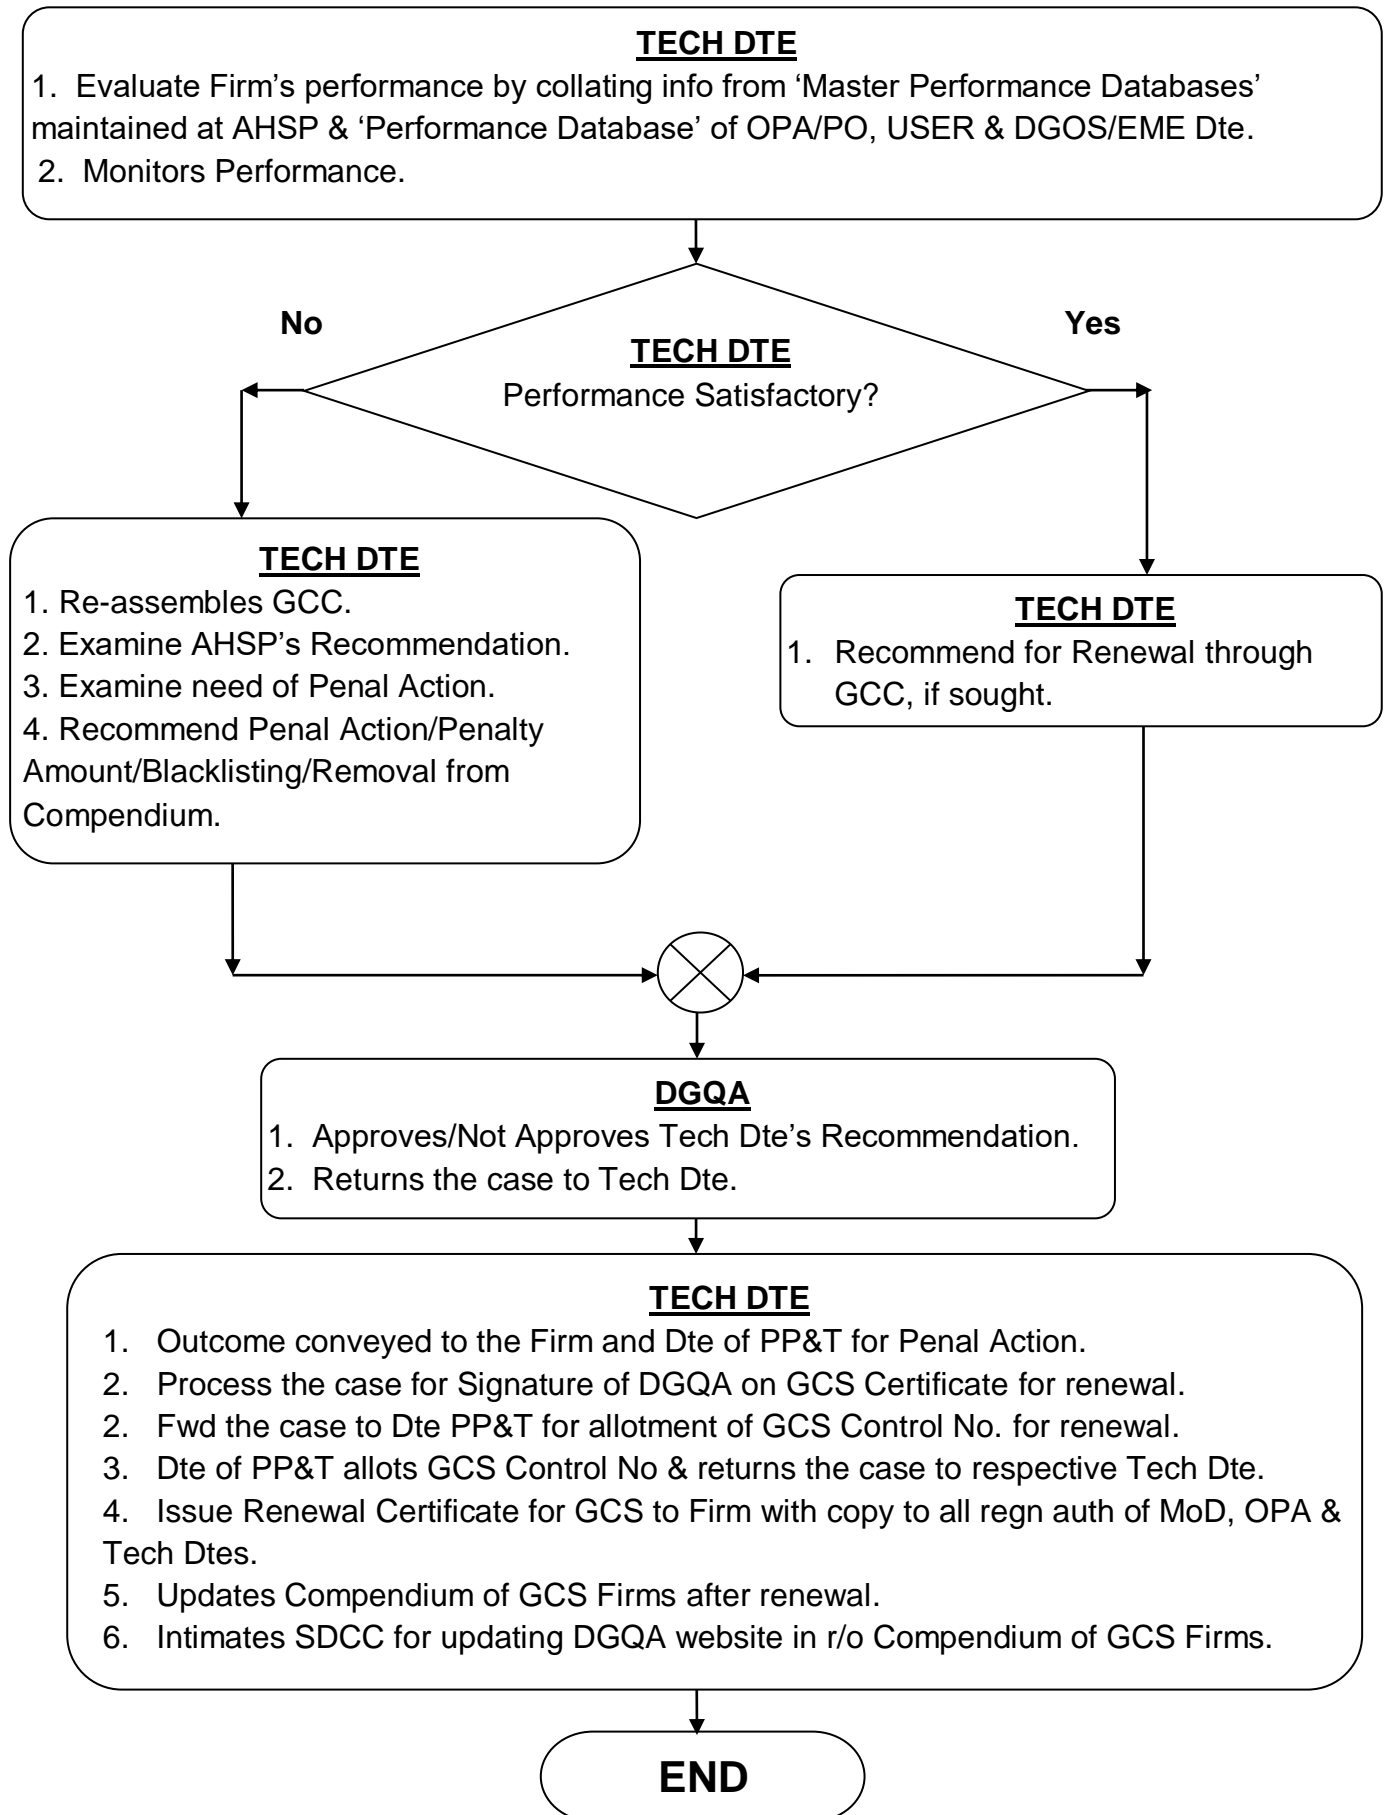 TECH DTE
1. Evaluate Firm’s performance by collating info from ‘Master Performance Databases’
maintained at AHSP & ‘Performance Database’ of OPA/PO, USER & DGOS/EME Dte.
2. Monitors Performance.
No
Yes
TECH DTE
Performance Satisfactory?
TECH DTE
1. Re-assembles GCC.
2. Examine AHSP’s Recommendation.
3. Examine need of Penal Action.
4. Recommend Penal Action/Penalty
Amount/Blacklisting/Removal from
Compendium.
TECH DTE
1. Recommend for Renewal through
GCC, if sought.
DGQA
1. Approves/Not Approves Tech Dte’s Recommendation.
2. Returns the case to Tech Dte.
TECH DTE
1. Outcome conveyed to the Firm and Dte of PP&T for Penal Action.
2. Process the case for Signature of DGQA on GCS Certificate for renewal.
2. Fwd the case to Dte PP&T for allotment of GCS Control No. for renewal.
3. Dte of PP&T allots GCS Control No & returns the case to respective Tech Dte.
4. Issue Renewal Certificate for GCS to Firm with copy to all regn auth of MoD, OPA &
Tech Dtes.
5. Updates Compendium of GCS Firms after renewal.
6. Intimates SDCC for updating DGQA website in r/o Compendium of GCS Firms.
END